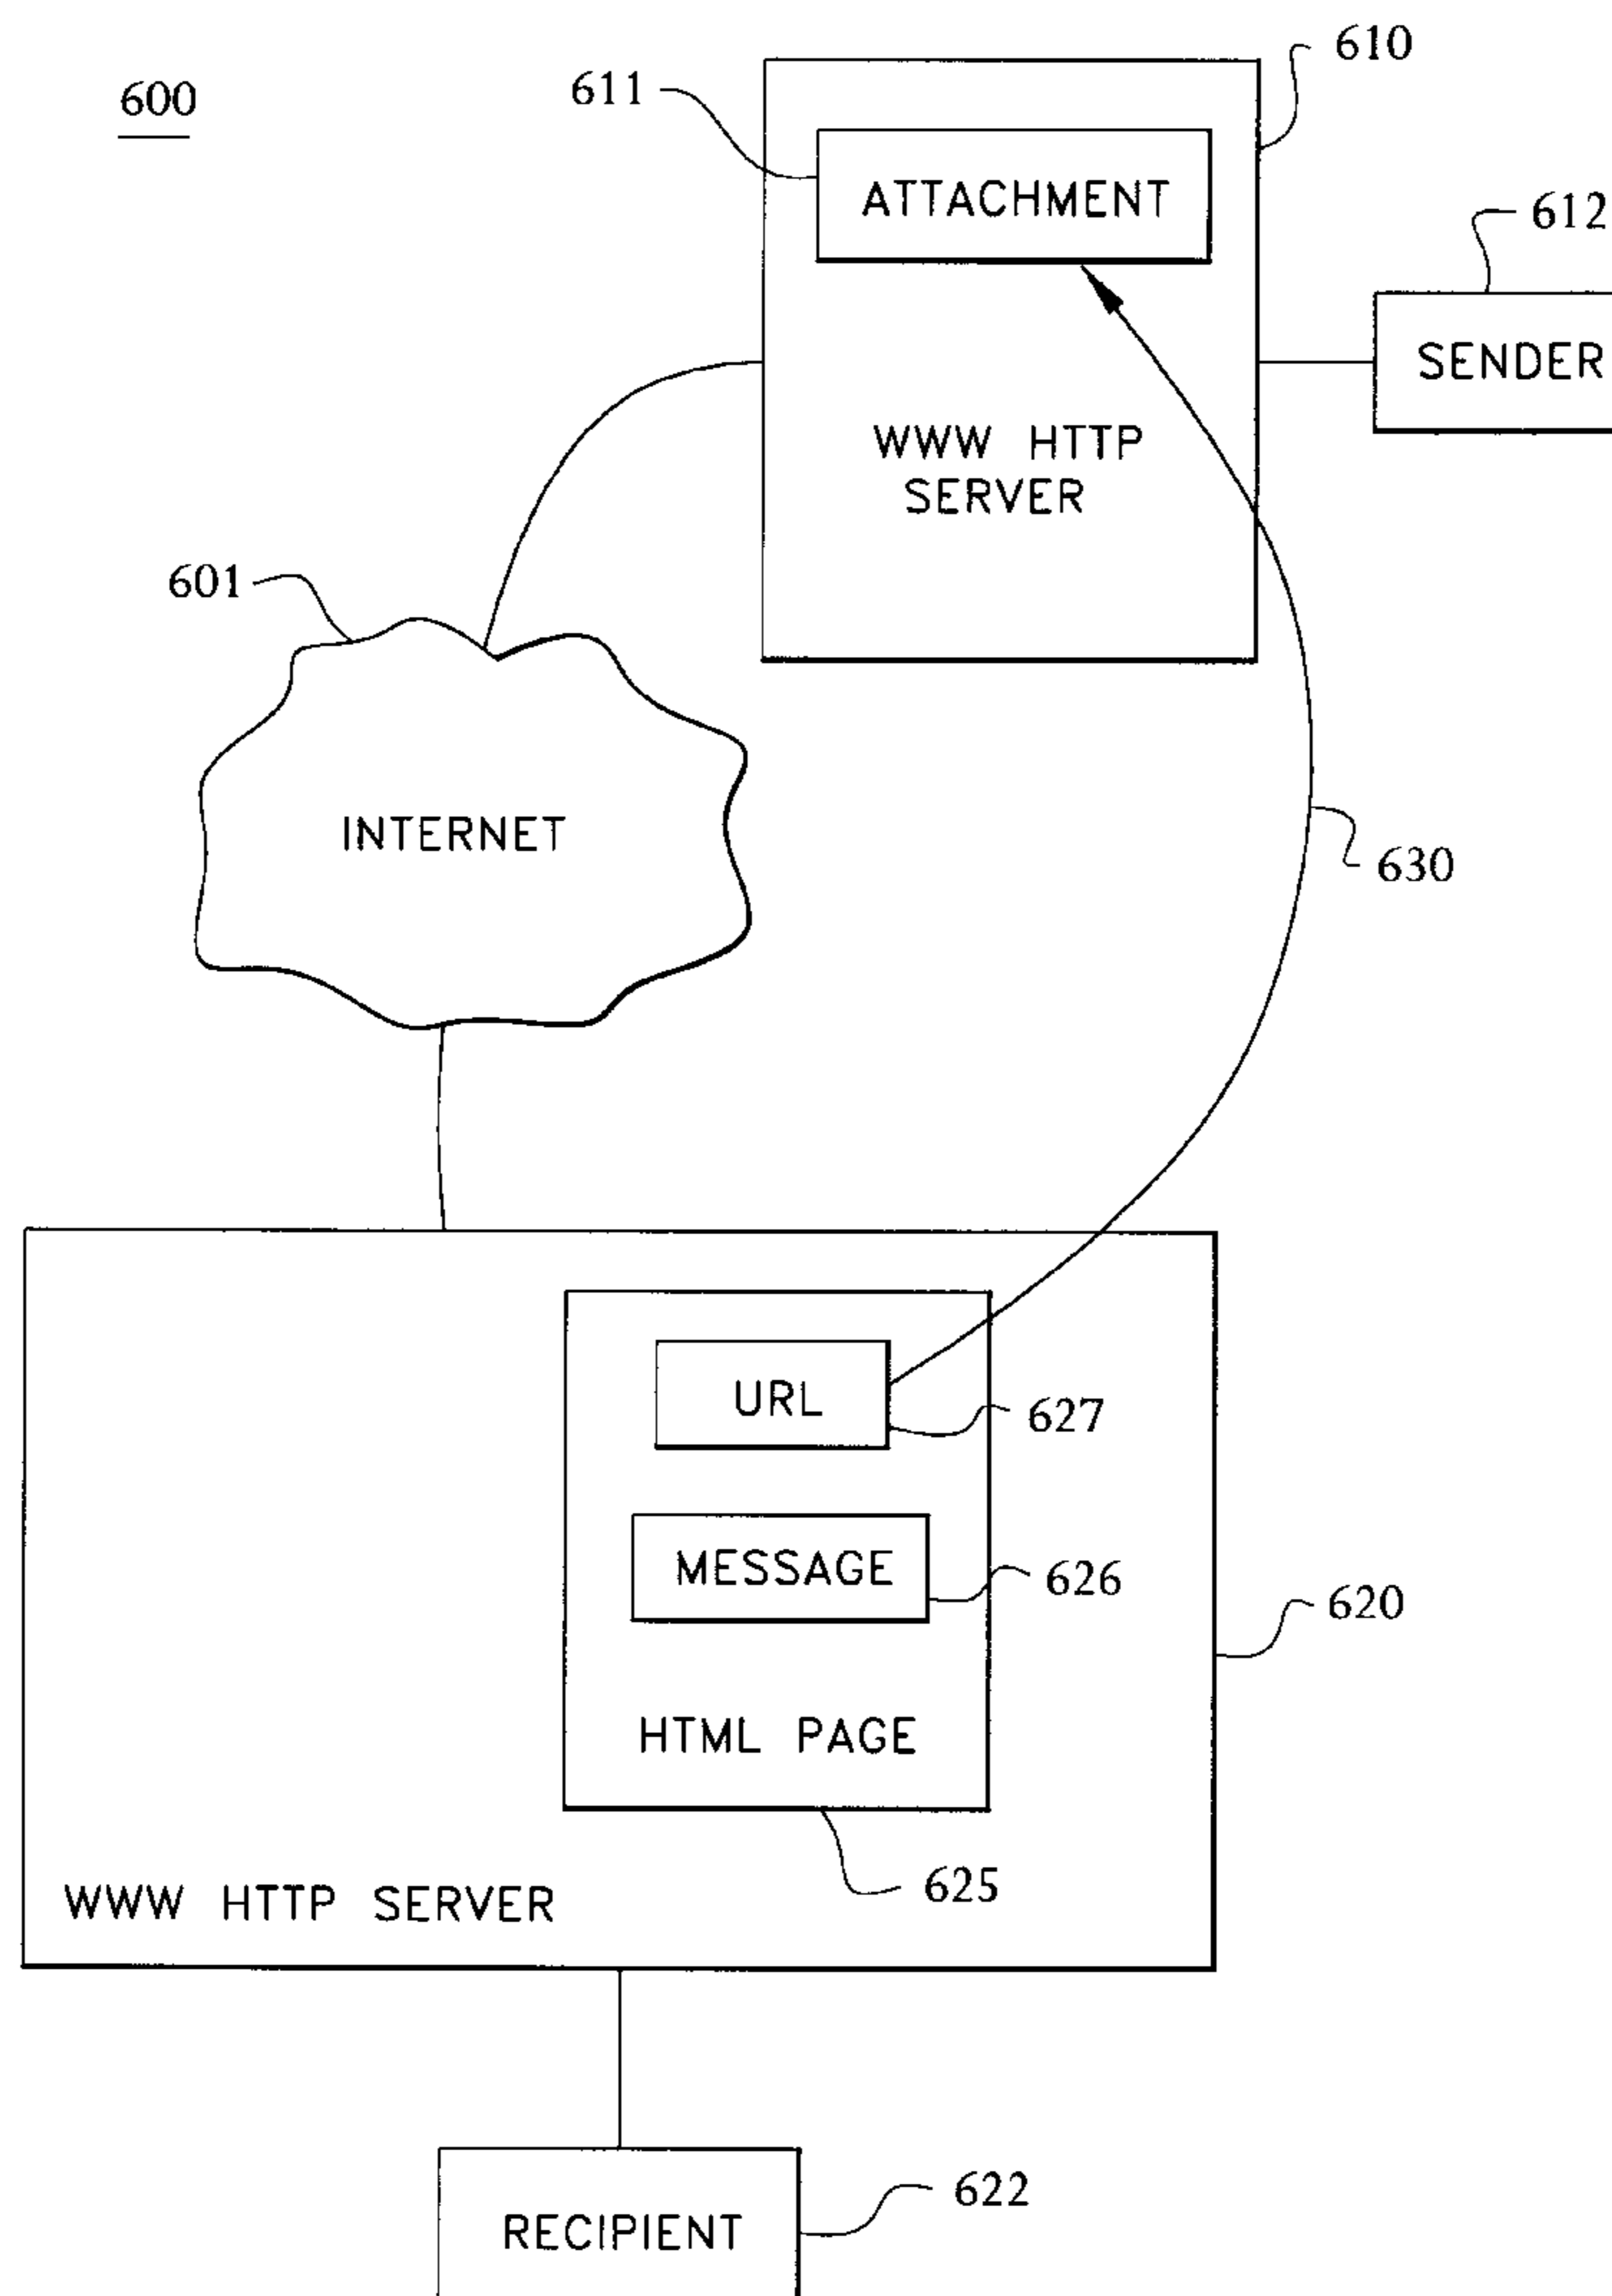 610
600
611
ATTACHMENT
612
SENDER
WWW HTTP
SERVER
601
INTERNET
630
URL
627
MESSAGE
626
620
HTML PAGE
625
WWW HTTP SERVER
622
RECIPIENT